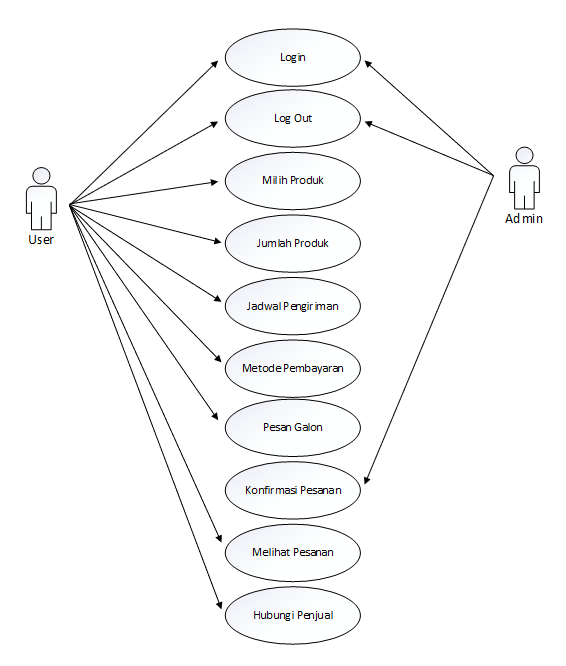 Login
Log Out
Milih Produk
Jumlah Produk
Jadwal Pengiriman
Metode Pembayaran
Pesan Galon
Konfirmasi Pesanan
Melihat Pesanan
Hubungi Penjual
User
Admin